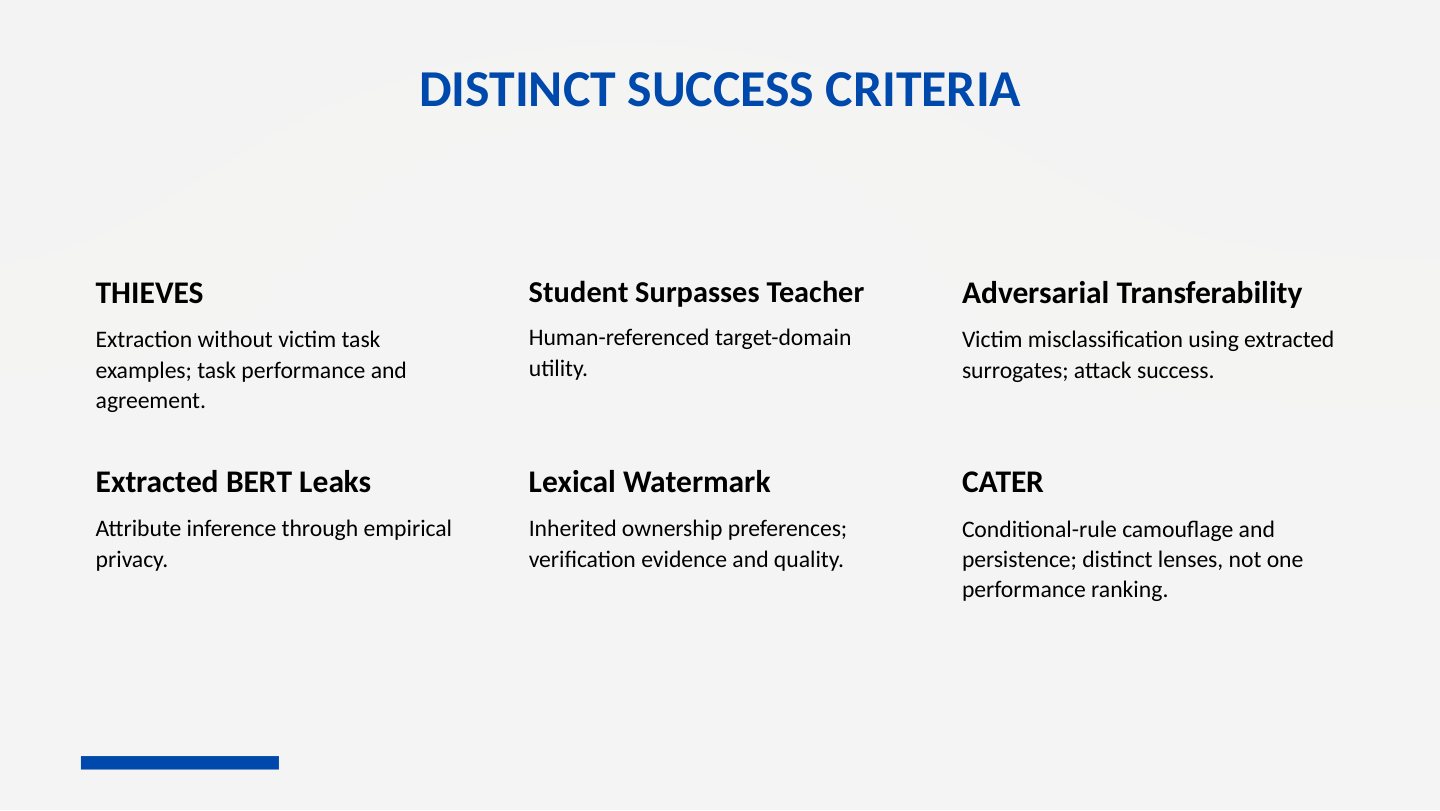 DISTINCT SUCCESS CRITERIA
THIEVES
Extraction without victim task
examples; task performance and
agreement.
Student Surpasses Teacher
Human-referenced target-domain
utility.
Adversarial Transferability
Victim misclassification using extracted
surrogates; attack success.
Extracted BERT Leaks
Attribute inference through empirical
privacy.
Lexical Watermark
Inherited ownership preferences;
verification evidence and quality.
CATER
Conditional-rule camouflage and
persistence; distinct lenses, not one
performance ranking.